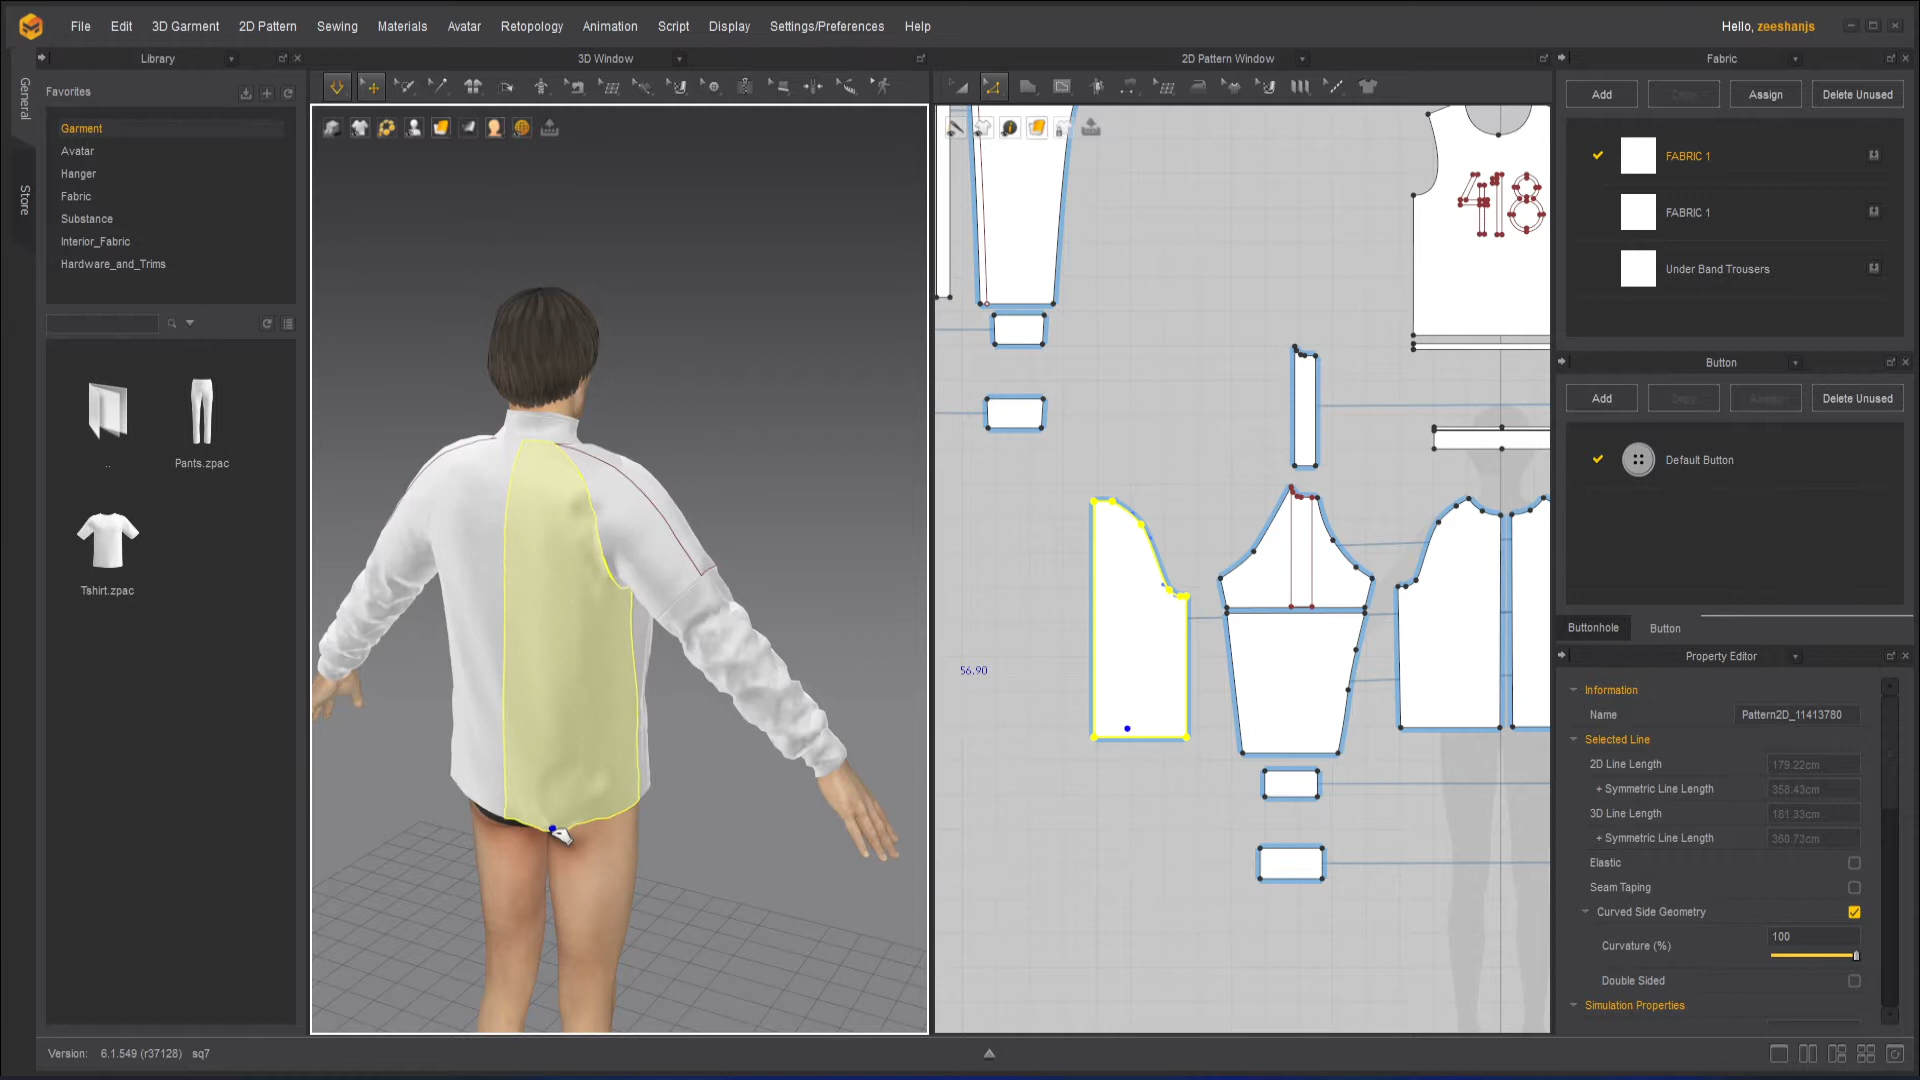 File Edit 3D Garment 2D Pattern Sewing Materials Avatar Retopology Animation Script Display Settings/Preferences Help
Hello, zeeshanjs
Library
3D Window
2D Pattern Window
Fabric
General
Store
Favorites
Garment
Avatar
Hanger
Fabric
Substance
Interior_Fabric
Hardware_and_Trims
..
Pants.zpac
Tshirt.zpac
418
56.90
Add Copy Assign Delete Unused
FABRIC 1
FABRIC 1
Under Band Trousers
Button
Add Copy Assign Delete Unused
Default Button
Buttonhole Button
Property Editor
Information
Name Pattern2D_11413780
Selected Line
2D Line Length 179.22cm
+ Symmetric Line Length 358.43cm
3D Line Length 181.33cm
+ Symmetric Line Length 360.73cm
Elastic
Seam Taping
Curved Side Geometry
Curvature (%) 100
Double Sided
Simulation Properties
Version: 6.1.549 (r37128) sq7